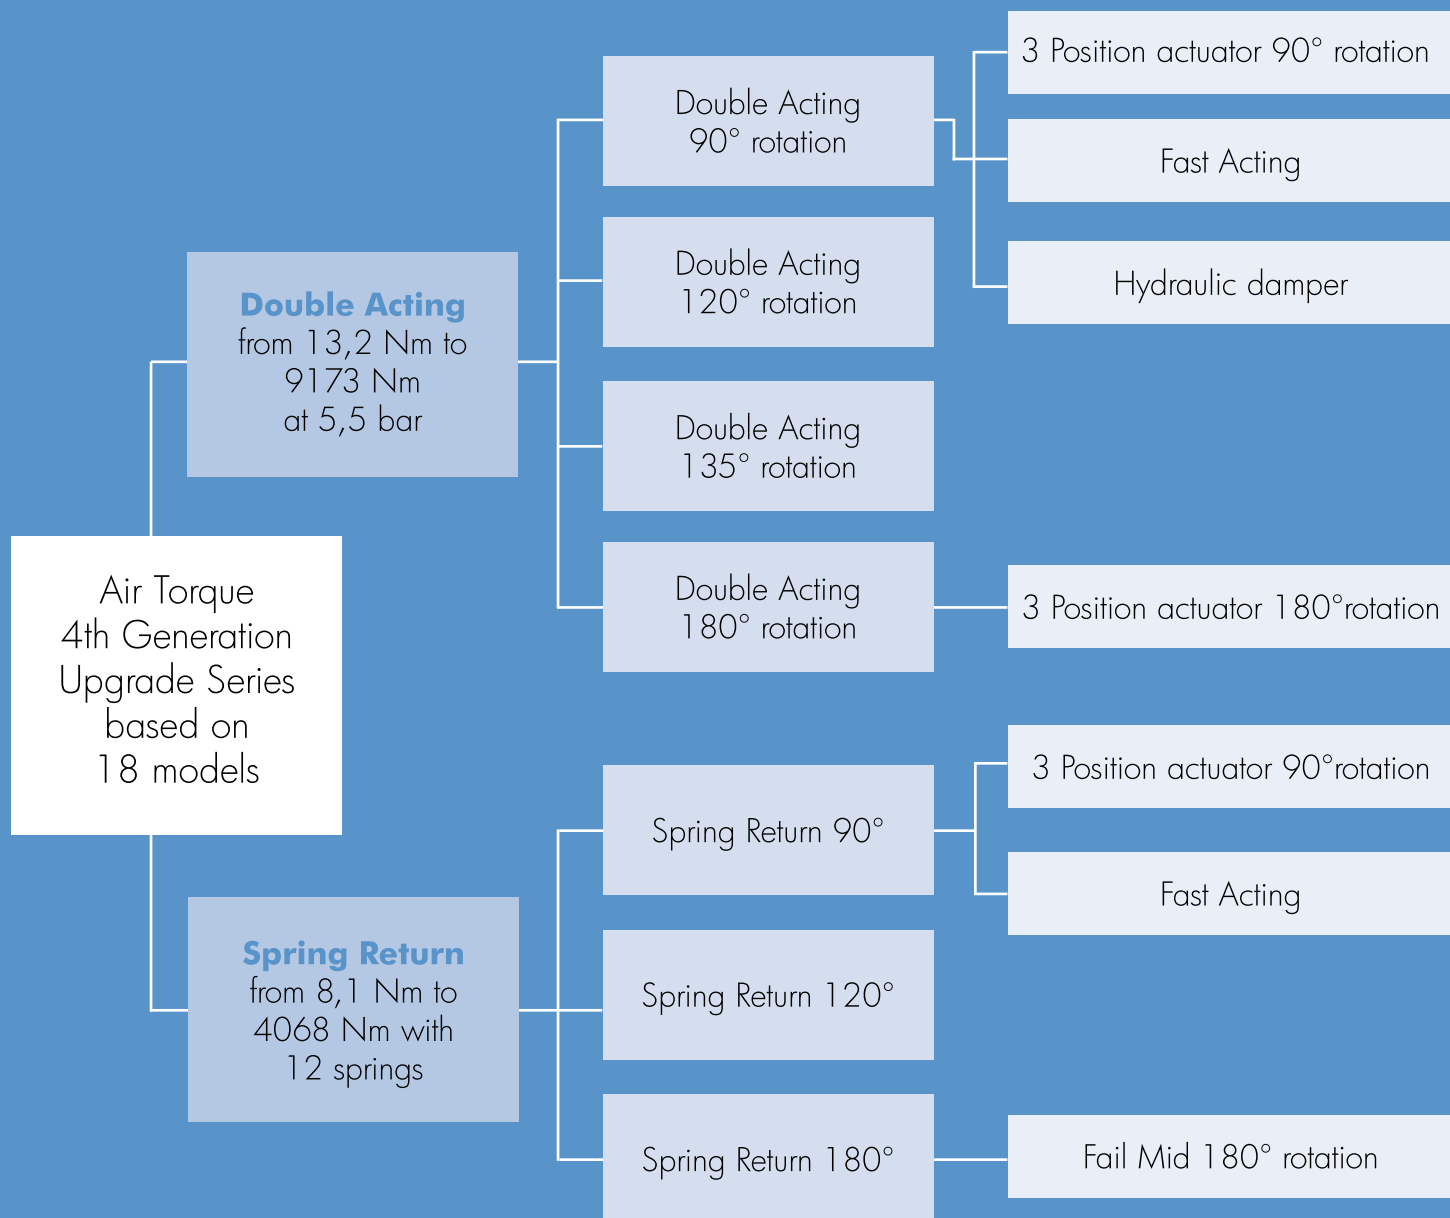 Air Torque
4th Generation
Upgrade Series
based on
18 models
Double Acting
from 13,2 Nm to
9173 Nm
at 5,5 bar
Double Acting
90° rotation
3 Position actuator 90° rotation
Fast Acting
Hydraulic damper
Double Acting
120° rotation
Double Acting
135° rotation
Double Acting
180° rotation
3 Position actuator 180°rotation
Spring Return
from 8,1 Nm to
4068 Nm with
12 springs
Spring Return 90°
3 Position actuator 90°rotation
Fast Acting
Spring Return 120°
Spring Return 180°
Fail Mid 180° rotation